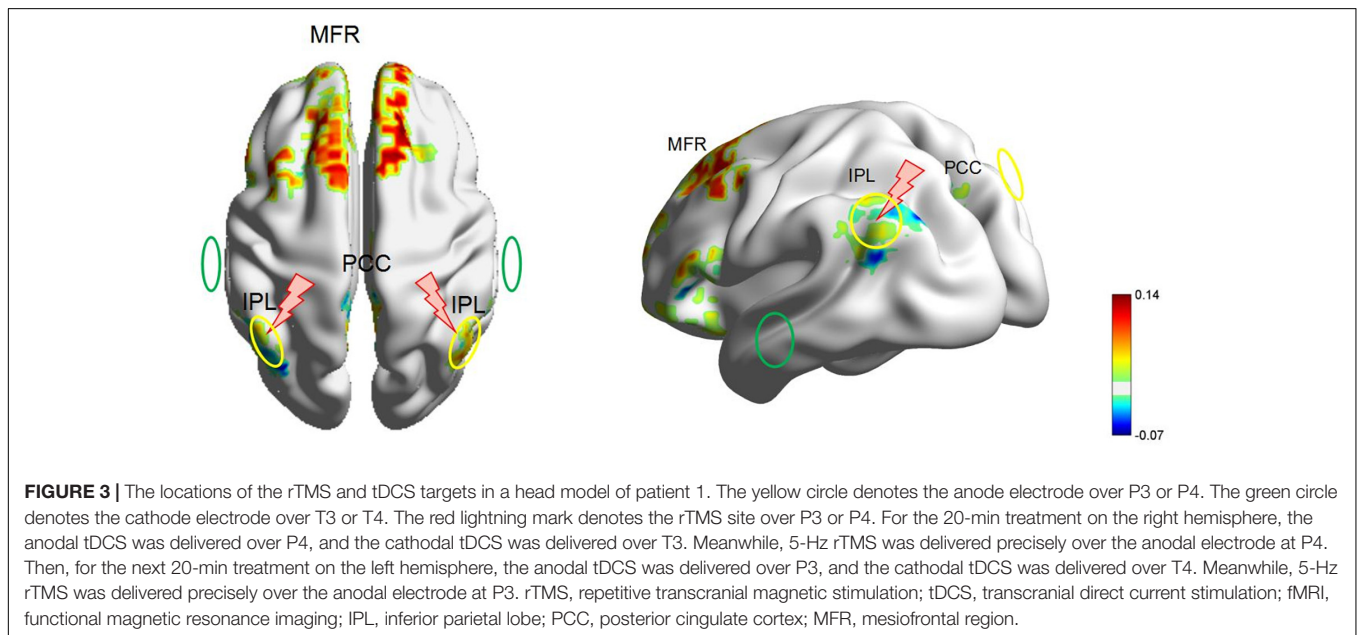 MFR
PCC
IPL
IPL
MFR
IPL
PCC
0.14
-0.07
FIGURE 3 | The locations of the rTMS and tDCS targets in a head model of patient 1. The yellow circle denotes the anode electrode over P3 or P4. The green circle
denotes the cathode electrode over T3 or T4. The red lightning mark denotes the rTMS site over P3 or P4. For the 20-min treatment on the right hemisphere, the
anodal tDCS was delivered over P4, and the cathodal tDCS was delivered over T3. Meanwhile, 5-Hz rTMS was delivered precisely over the anodal electrode at P4.
Then, for the next 20-min treatment on the left hemisphere, the anodal tDCS was delivered over P3, and the cathodal tDCS was delivered over T4. Meanwhile, 5-Hz
rTMS was delivered precisely over the anodal electrode at P3. rTMS, repetitive transcranial magnetic stimulation; tDCS, transcranial direct current stimulation; fMRI,
functional magnetic resonance imaging; IPL, inferior parietal lobe; PCC, posterior cingulate cortex; MFR, mesiofrontal region.